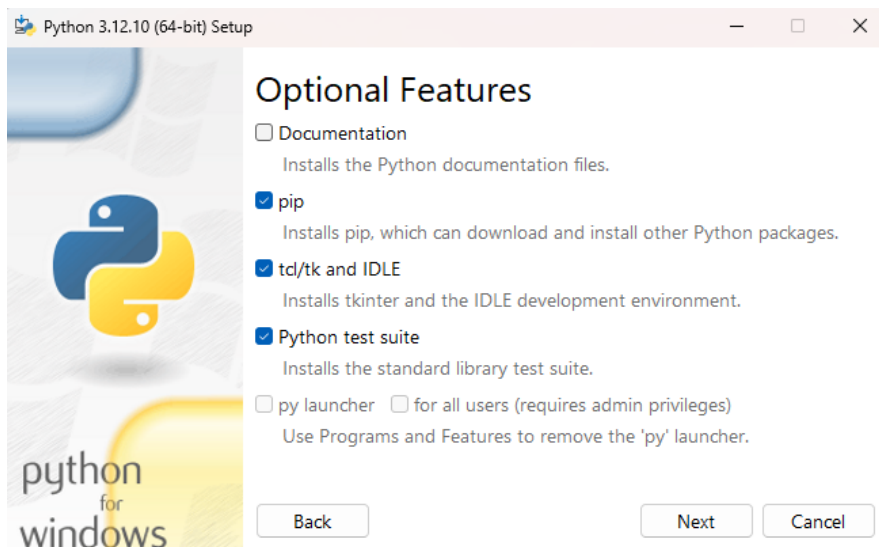 Python 3.12.10 (64-bit) Setup
Optional Features
Documentation
Installs the Python documentation files.
pip
Installs pip, which can download and install other Python packages.
tcl/tk and IDLE
Installs tkinter and the IDLE development environment.
Python test suite
Installs the standard library test suite.
py launcher for all users (requires admin privileges)
Use Programs and Features to remove the 'py' launcher.
python
for
windows
Back Next Cancel